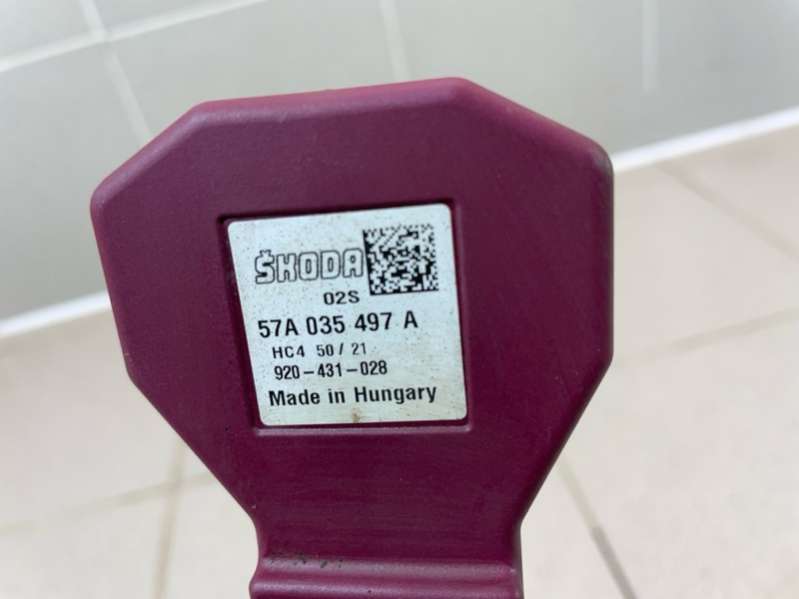 ŠKODA
02S
57A 035 497 A
HC4 50/21
920-431-028
Made in Hungary